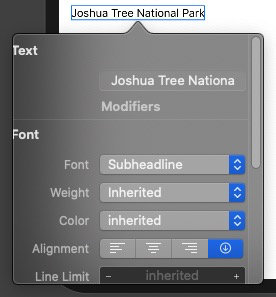 Joshua Tree National Park
Text
Joshua Tree Nationa
Modifiers
Font
Font Subheadline
Weight Inherited
Color inherited
Alignment
Line Limit - inherited +